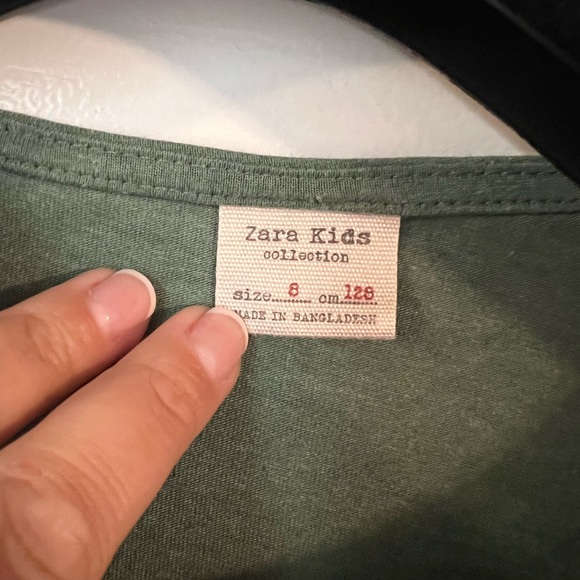 Zara Kids
collection
size.....8..... cm.128.
MADE IN BANGLADESH